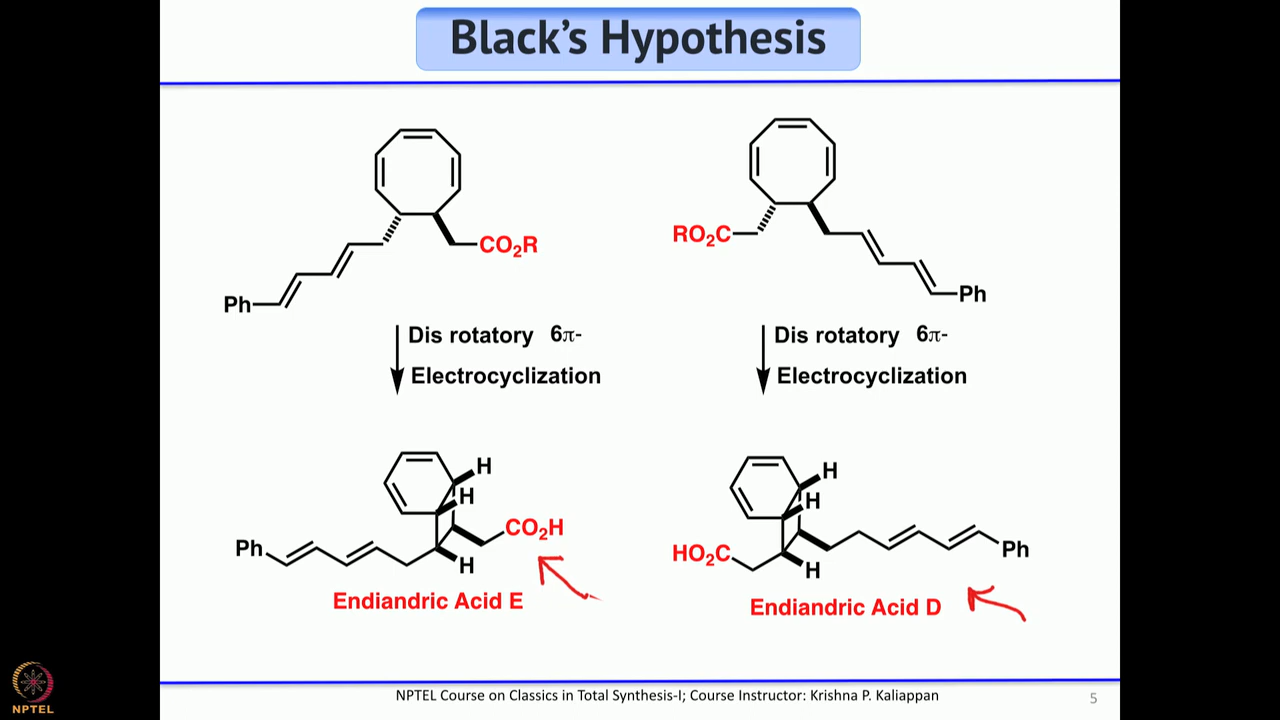 Black's Hypothesis
CO₂R
Ph
RO₂C
Ph
Dis rotatory 6π-
Electrocyclization
Dis rotatory 6π-
Electrocyclization
H
H
CO₂H
Ph
H
Endiandric Acid E
H
H
HO₂C
Ph
H
Endiandric Acid D
NPTEL
NPTEL Course on Classics in Total Synthesis-I; Course Instructor: Krishna P. Kaliappan
5